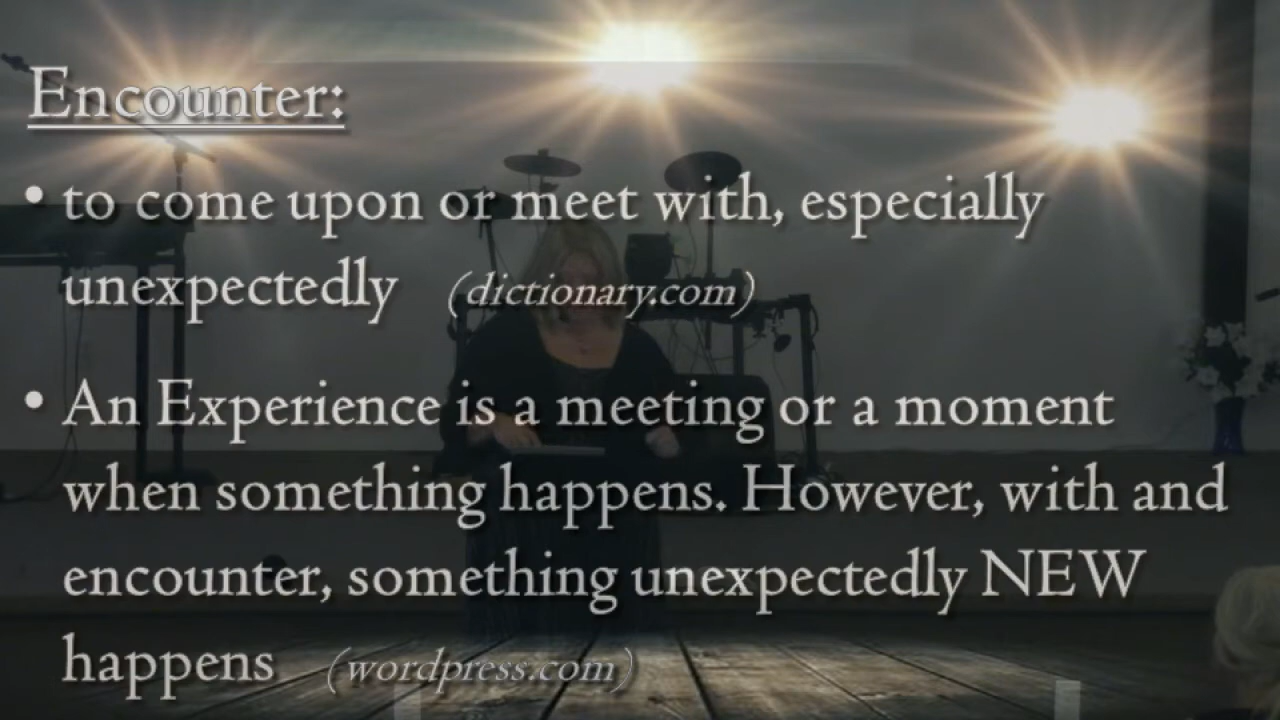 Encounter:
• to come upon or meet with, especially
unexpectedly (dictionary.com)
• An Experience is a meeting or a moment
when something happens. However, with and
encounter, something unexpectedly NEW
happens (wordpress.com)